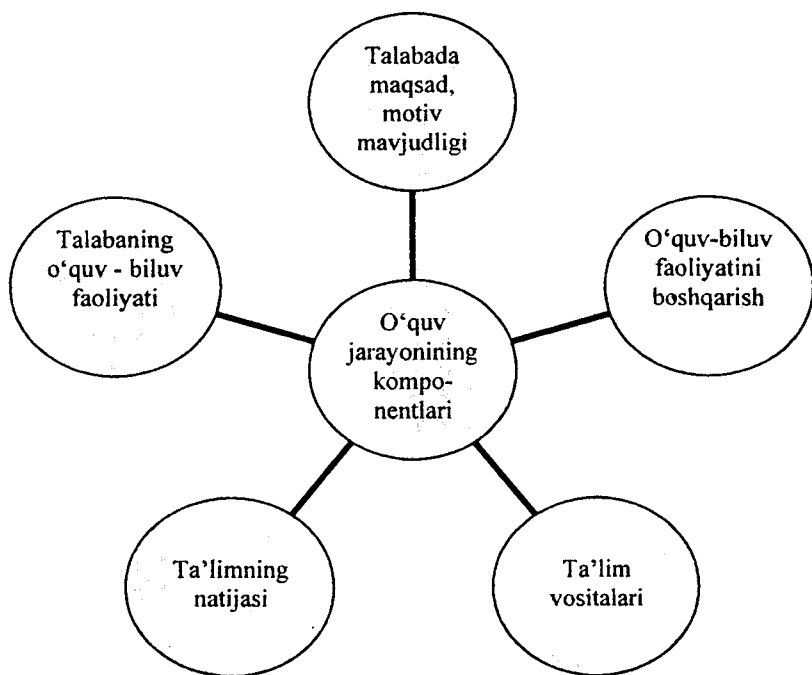 Talabada
maqsad,
motiv
mavjudligi
Talabaning
o‘quv - biluv
faoliyati
O‘quv-biluv
faoliyatini
boshqarish
O‘quv
jarayonining
kompo-
nentlari
Ta’limning
natijasi
Ta’lim
vositalari